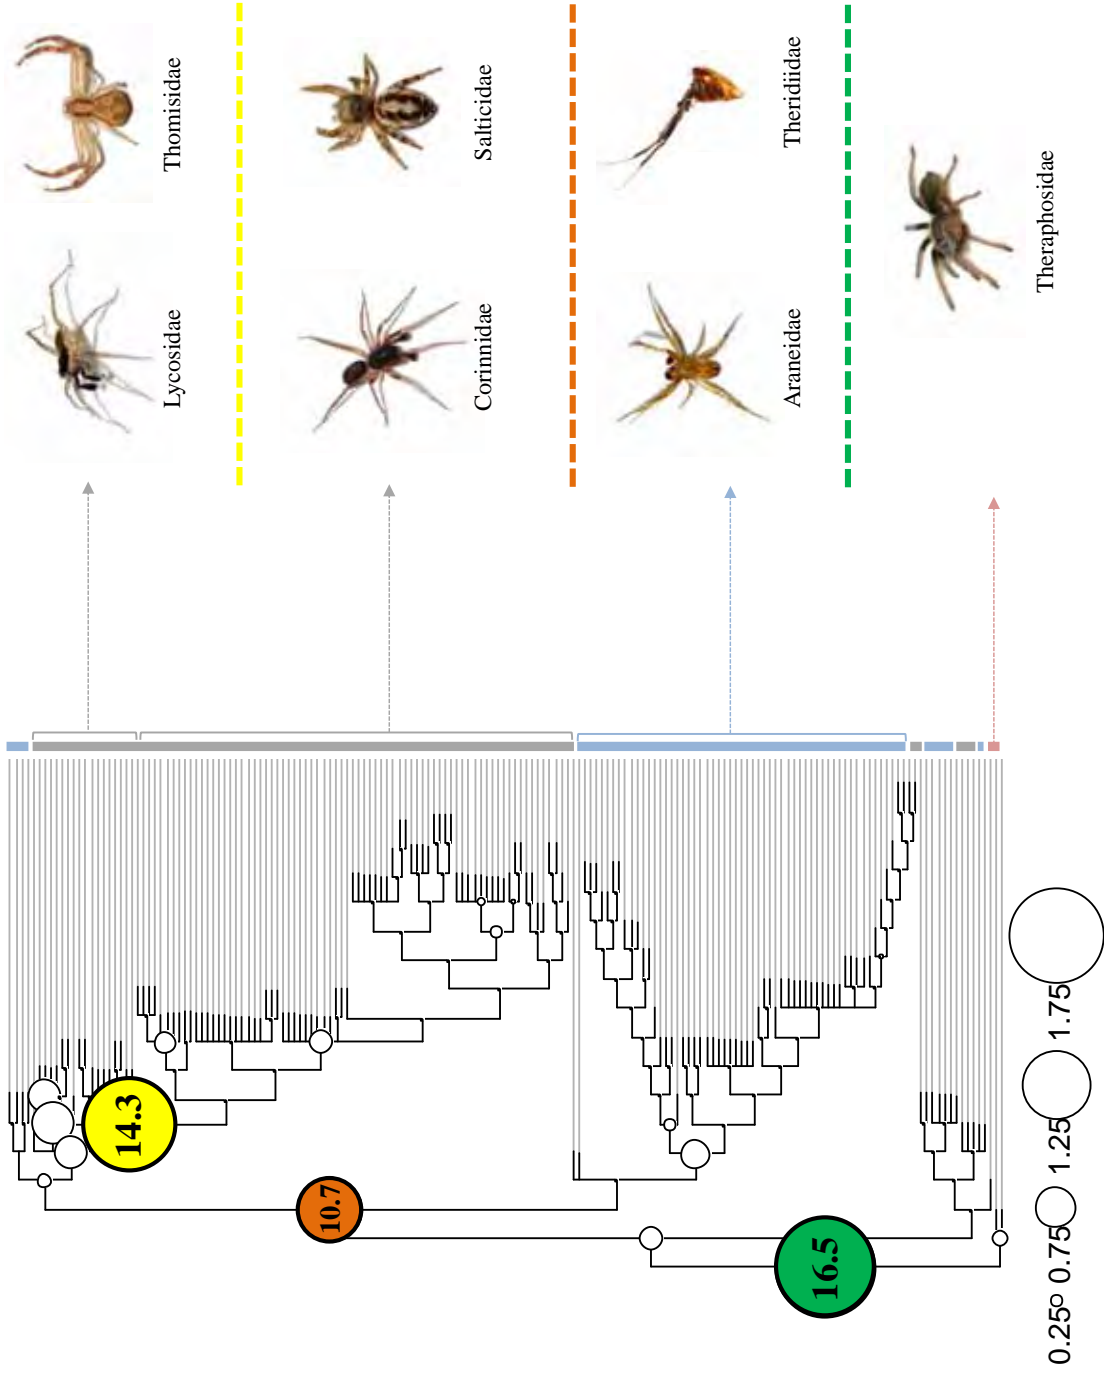 Thomisidae
Lycosidae
Salticidae
Corinnidae
Theridiidae
Araneidae
Theraphosidae
14.3
10.7
16.5
0.25 0.75 1.25 1.75